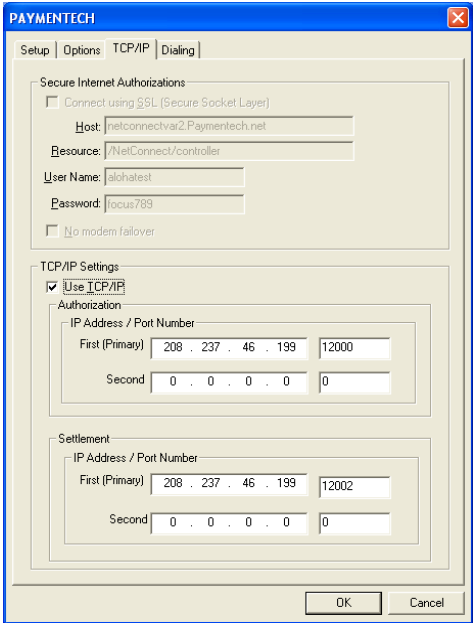 PAYMENTECH
Setup Options TCP/IP Dialing
Secure Internet Authorizations
Connect using SSL (Secure Socket Layer)
Host: netconnectvar2.Paymentech.net
Resource: /NetConnect/controller
User Name: alohatest
Password: focus789
No modem failover
TCP/IP Settings
Use TCP/IP
Authorization
IP Address / Port Number
First (Primary) 208 . 237 . 46 . 199 12000
Second 0 . 0 . 0 . 0 0
Settlement
IP Address / Port Number
First (Primary) 208 . 237 . 46 . 199 12002
Second 0 . 0 . 0 . 0 0
OK Cancel